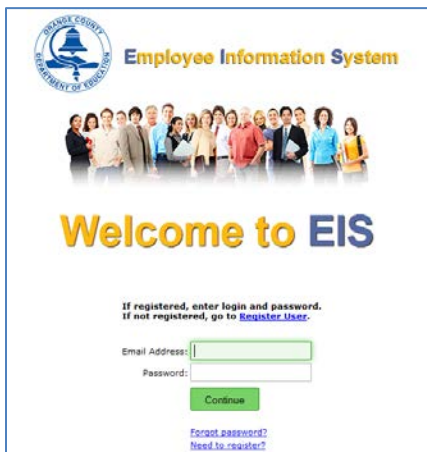 ORANGE COUNTY
DEPARTMENT OF EDUCATION
Employee Information System
Welcome to EIS
If registered, enter login and password.
If not registered, go to Register User.
Email Address:
Password:
Continue
Forgot password?
Need to register?